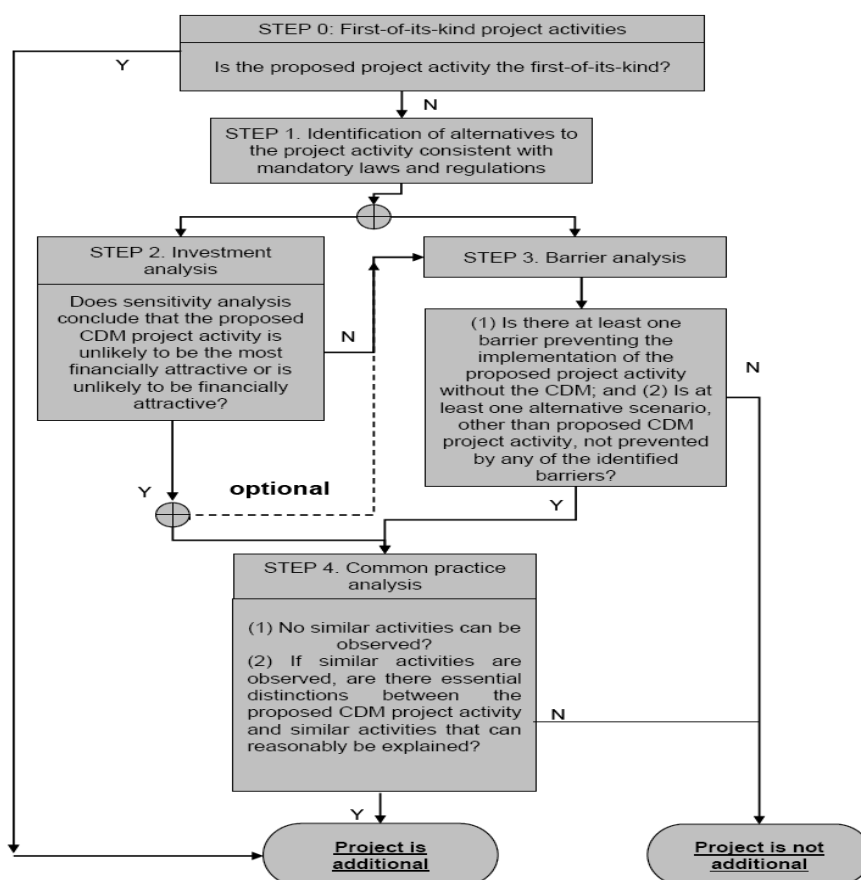 STEP 0: First-of-its-kind project activities
Is the proposed project activity the first-of-its-kind?
Y
N
STEP 1. Identification of alternatives to
the project activity consistent with
mandatory laws and regulations
STEP 2. Investment
analysis
Does sensitivity analysis
conclude that the proposed
CDM project activity is
unlikely to be the most
financially attractive or is
unlikely to be financially
attractive?
N
Y
optional
STEP 3. Barrier analysis
(1) Is there at least one
barrier preventing the
implementation of the
proposed project activity
without the CDM; and (2) Is at
least one alternative scenario,
other than proposed CDM
project activity, not prevented
by any of the identified
barriers?
N
Y
STEP 4. Common practice
analysis
(1) No similar activities can be
observed?
(2) If similar activities are
observed, are there essential
distinctions between the
proposed CDM project activity
and similar activities that can
reasonably be explained?
N
Y
Project is
additional
Project is not
additional